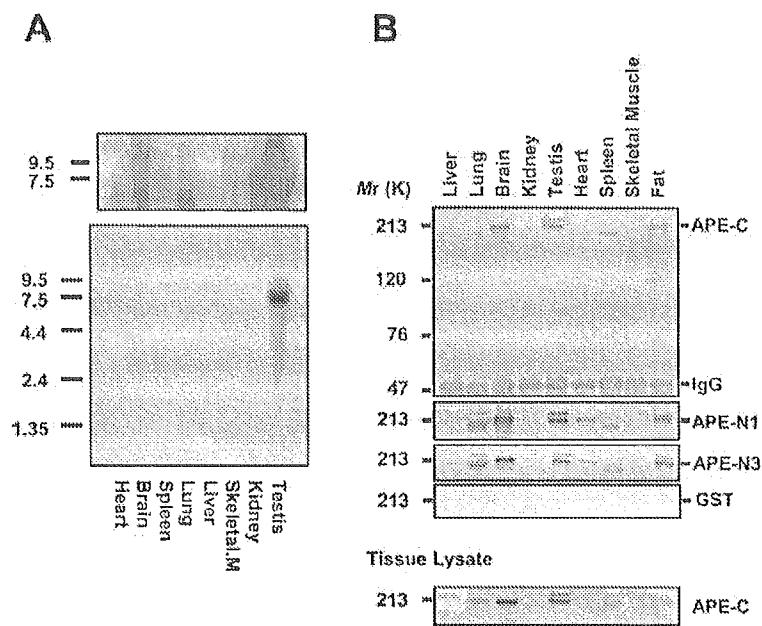 A
9.5
7.5
9.5
7.5
4.4
2.4
1.35
Heart
Brain
Spleen
Lung
Liver
Skeletal.M
Kidney
Testis
B
Mr (K)
Liver
Lung
Brain
Kidney
Testis
Heart
Spleen
Skeletal Muscle
Fat
213
APE-C
120
76
47
IgG
213
APE-N1
213
APE-N3
213
GST
Tissue Lysate
213
APE-C